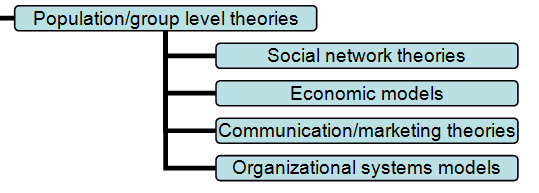 Population/group level theories
Social network theories
Economic models
Communication/marketing theories
Organizational systems models